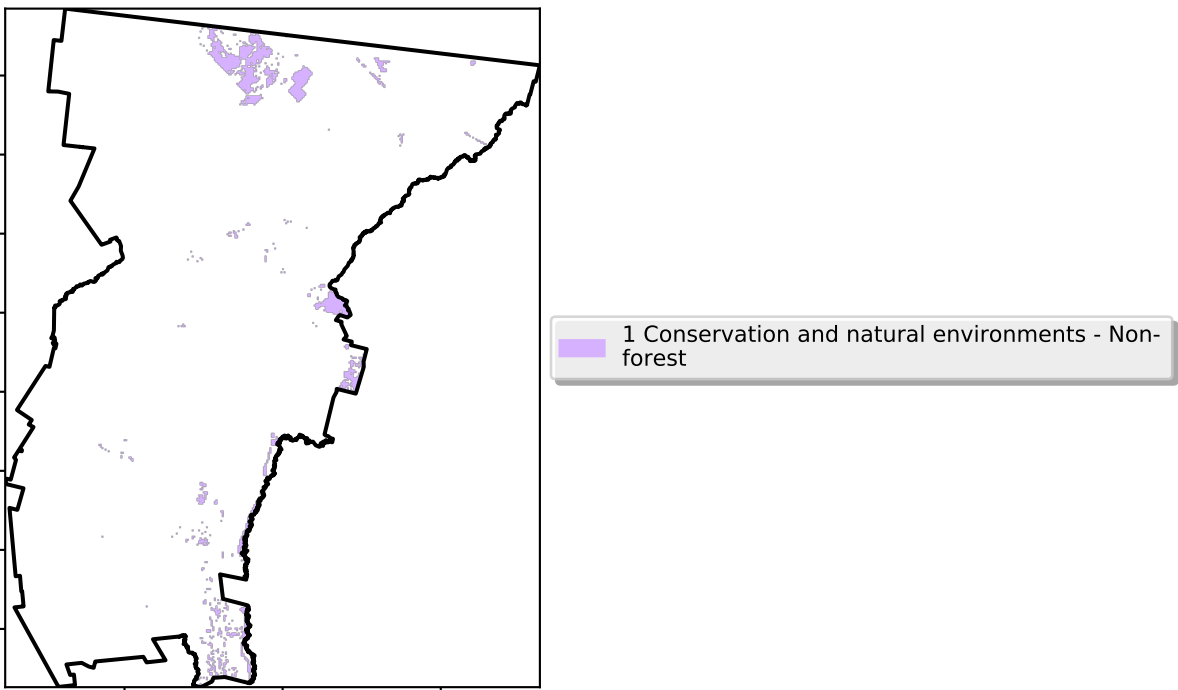 1 Conservation and natural environments - Non-
forest